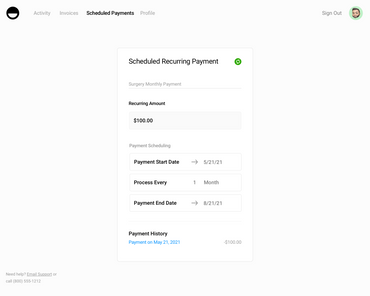 Activity Invoices Scheduled Payments Profile Sign Out
Scheduled Recurring Payment
Surgery Monthly Payment
Recurring Amount
$100.00
Payment Scheduling
Payment Start Date → 5/21/21
Process Every 1 Month
Payment End Date → 8/21/21
Payment History
Payment on May 21, 2021 $100.00
Need help? Email Support or
call (880) 559-1212